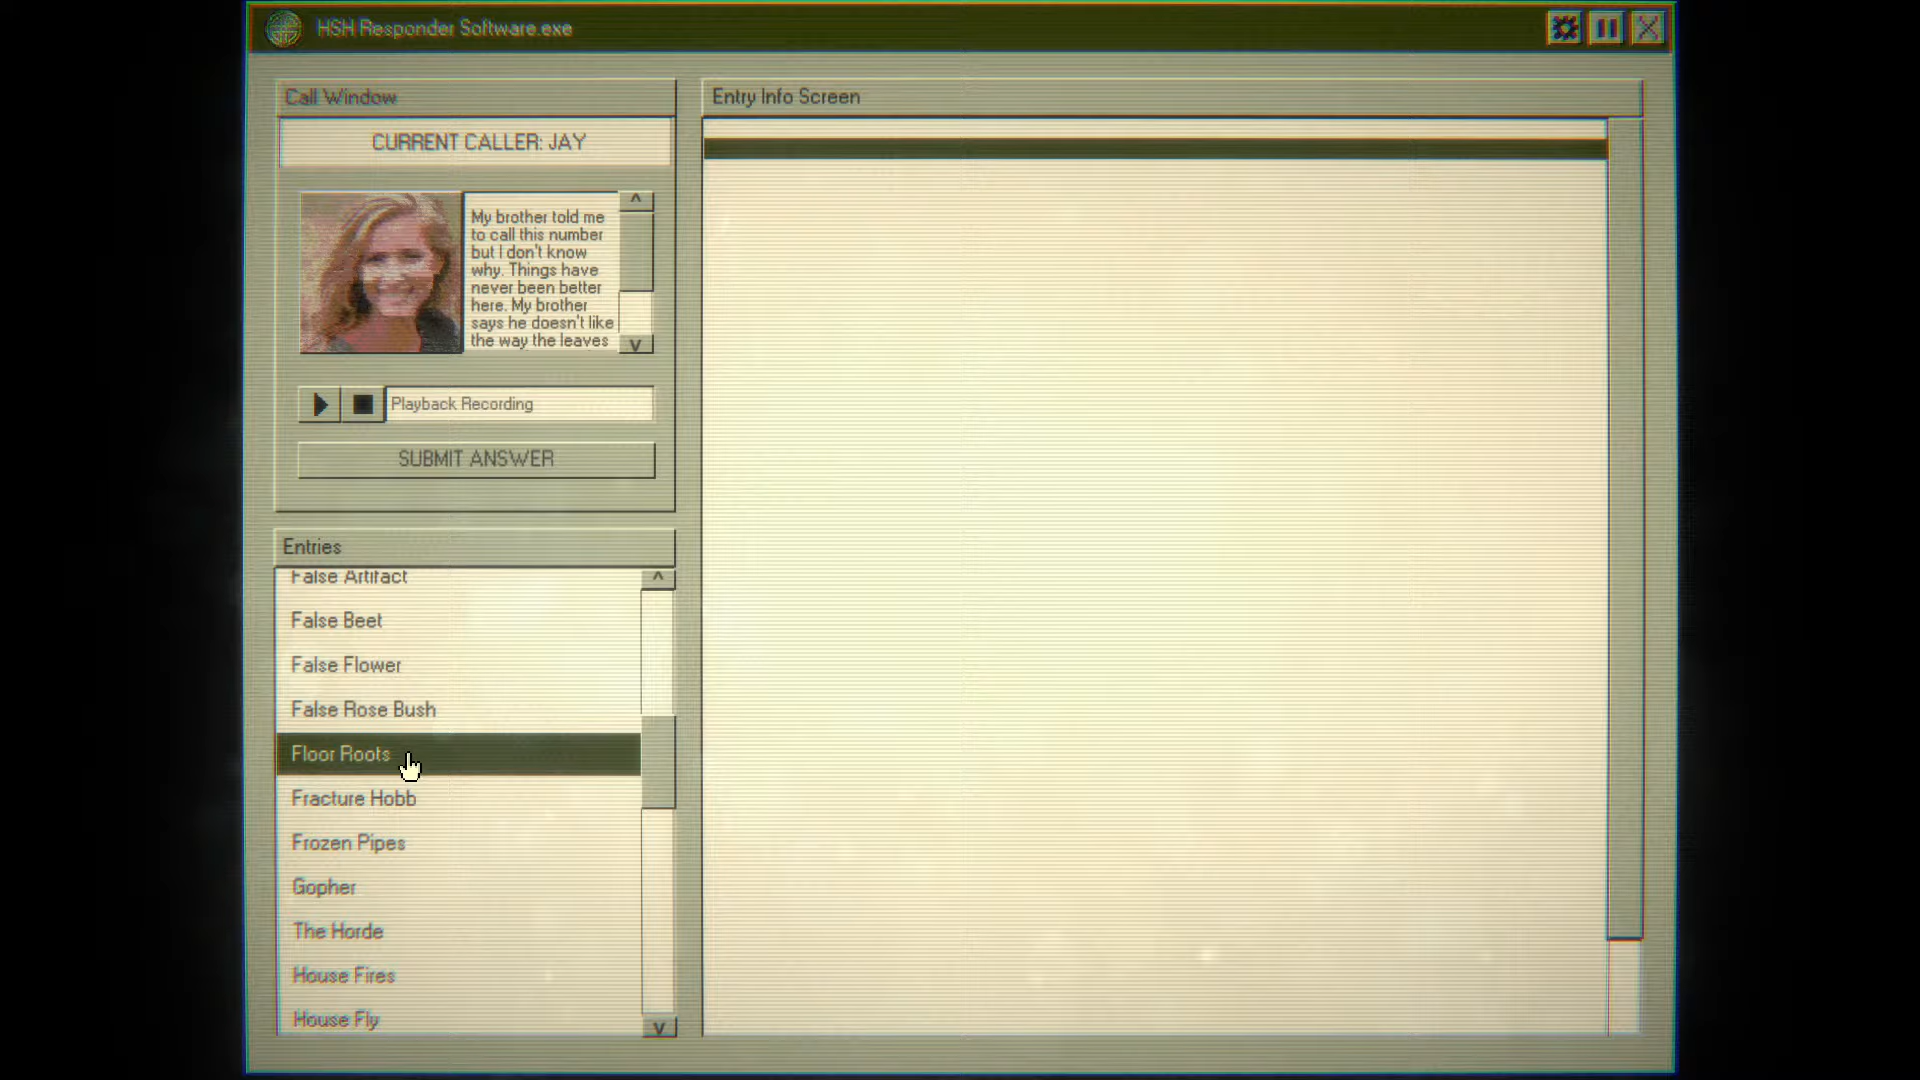 HSH Responder Software.exe
Call Window
CURRENT CALLER: JAY
My brother told me
to call this number
but I don't know
why. Things have
never been better
here. My brother
says he doesn't like
the way the leaves
Playback Recording
SUBMIT ANSWER
Entries
False Artifact
False Beet
False Flower
False Rose Bush
Floor Roots
Fracture Hobb
Frozen Pipes
Gopher
The Horde
House Fires
House Fly
Entry Info Screen